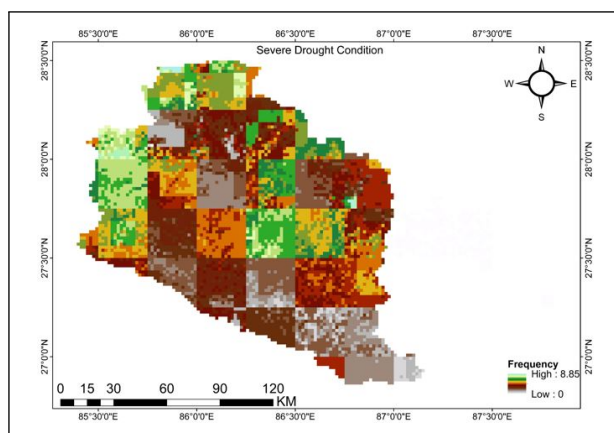 85°30'0"E 86°0'0"E 86°30'0"E 87°0'0"E 87°30'0"E
Severe Drought Condition
N
W E
S
28°30'0"N 28°30'0"N
28°0'0"N 28°0'0"N
27°30'0"N 27°30'0"N
27°0'0"N 27°0'0"N
Frequency
High : 8.85
Low : 0
0 15 30 60 90 120
KM
85°30'0"E 86°0'0"E 86°30'0"E 87°0'0"E 87°30'0"E